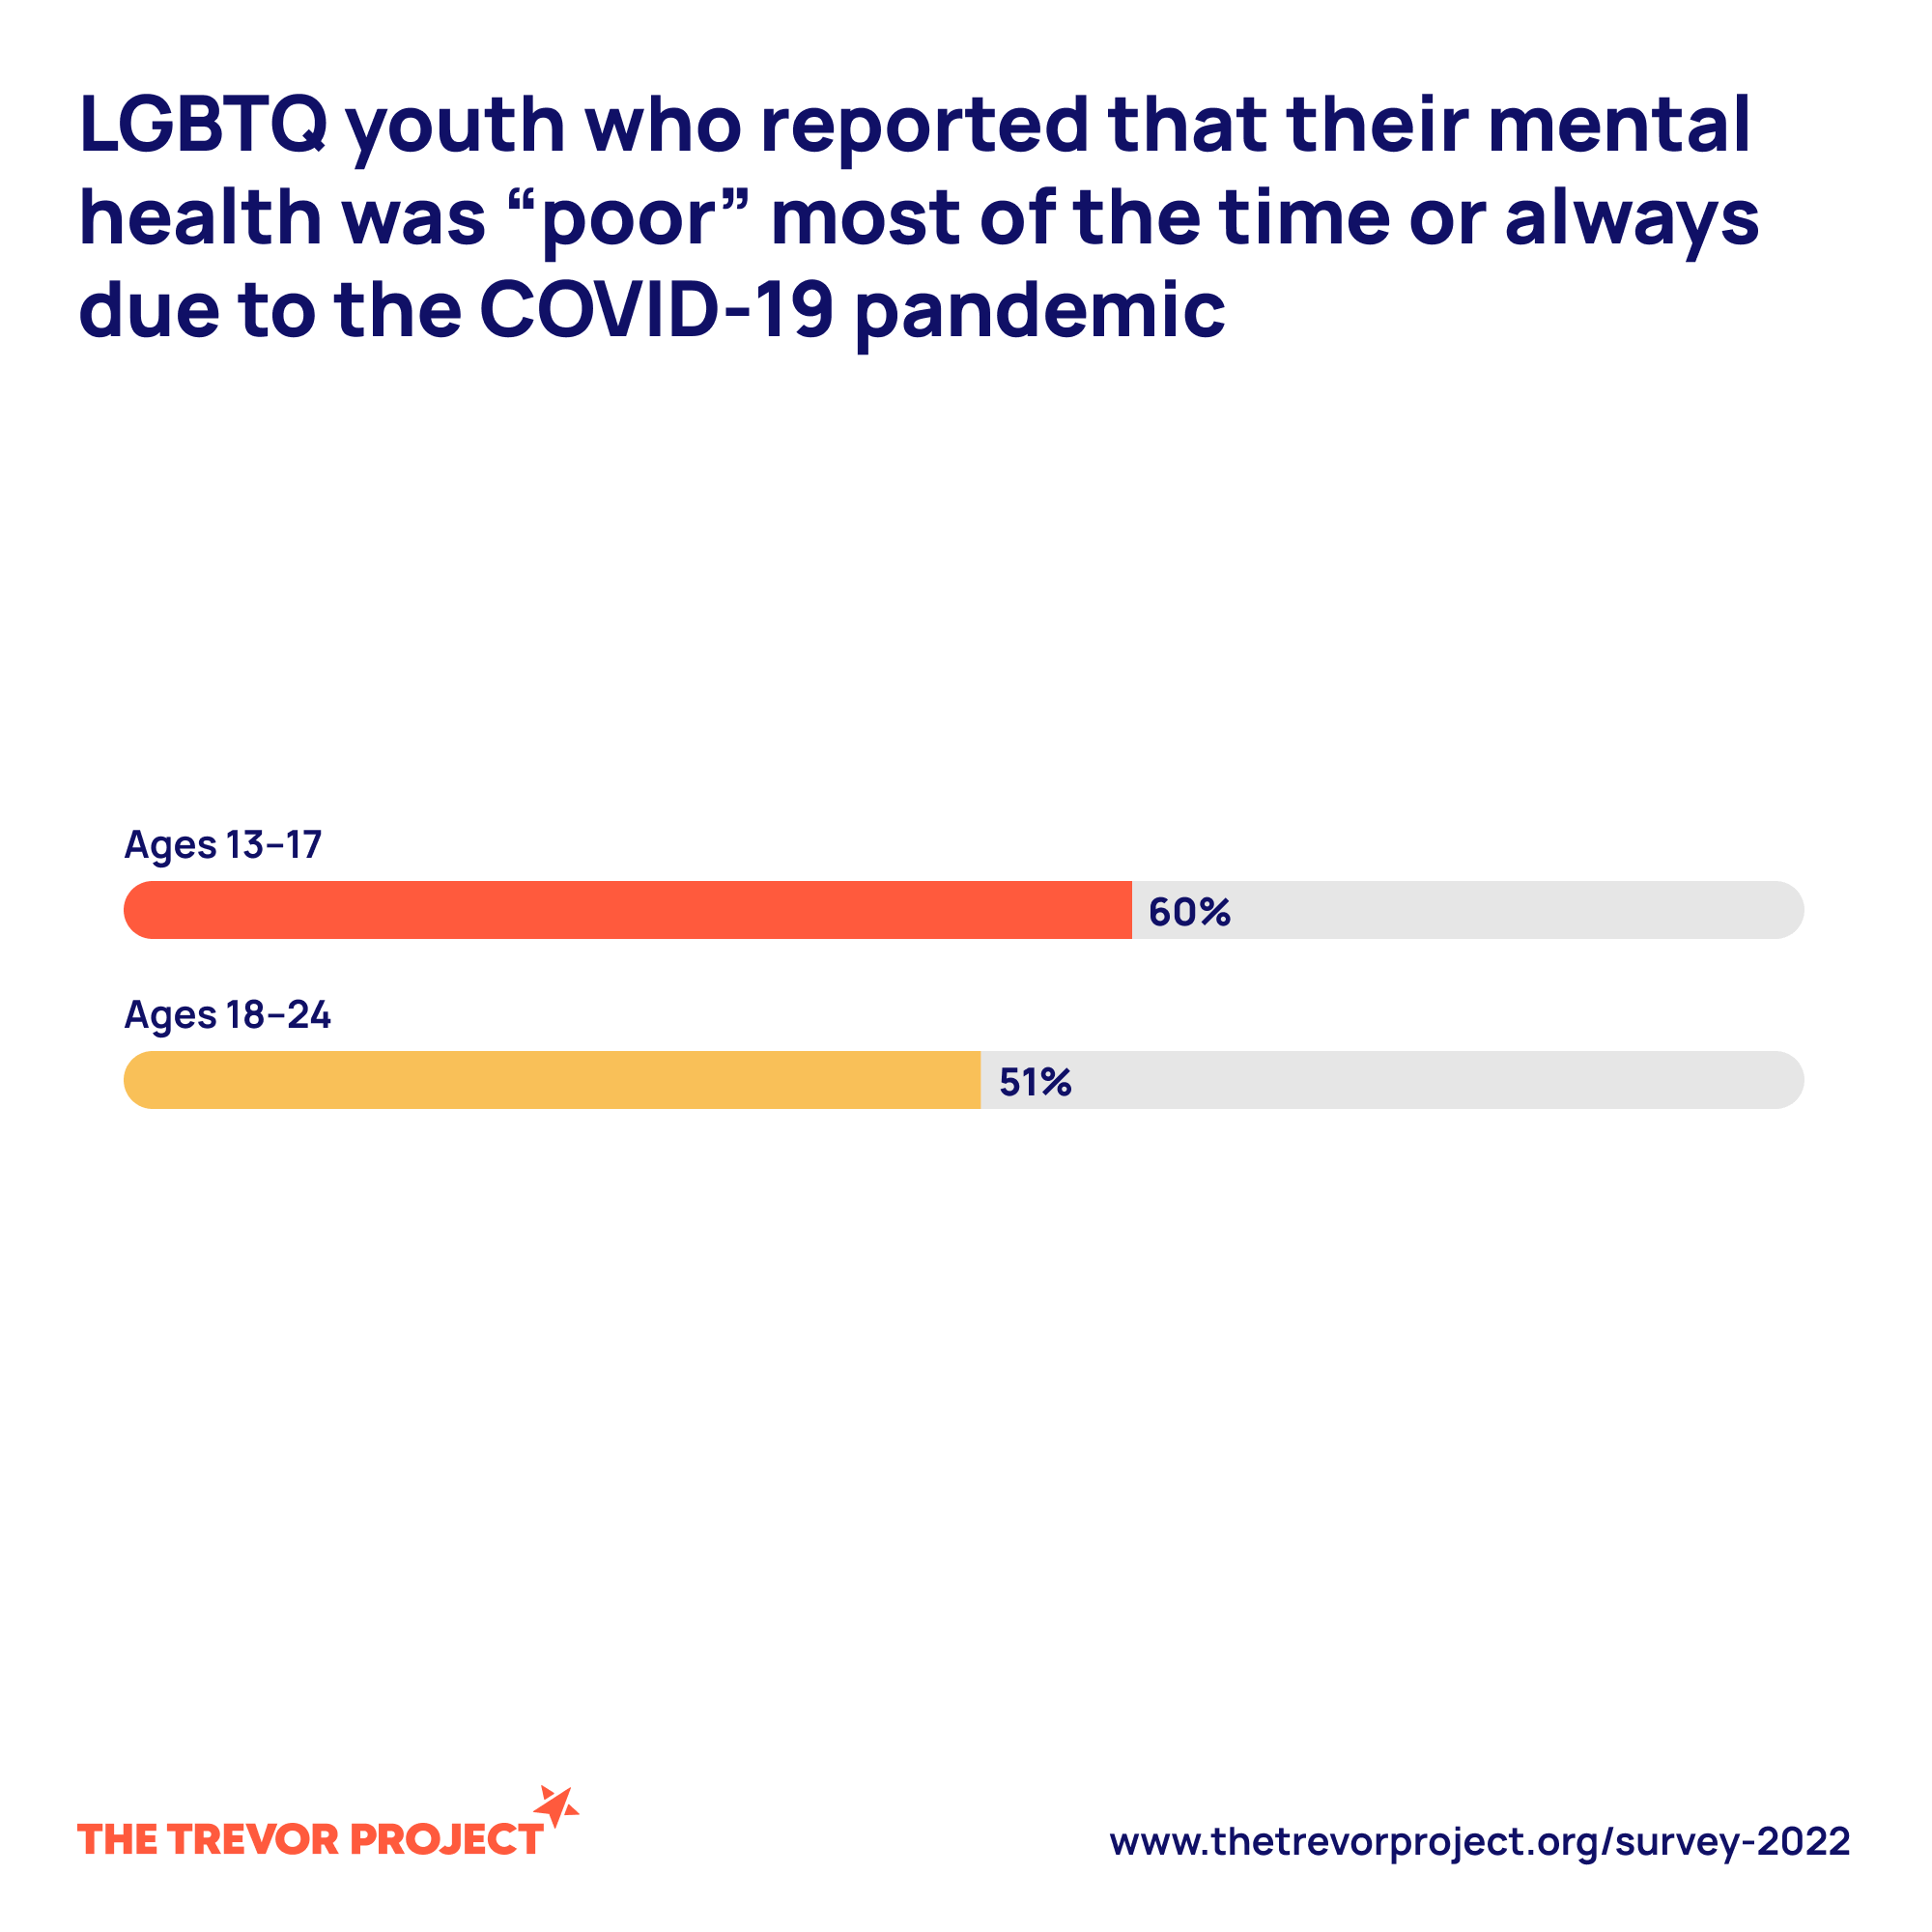 LGBTQ youth who reported that their mental
health was “poor” most of the time or always
due to the COVID-19 pandemic
Ages 13–17
60%
Ages 18–24
51%
THE TREVOR PROJECT
www.thetrevorproject.org/survey-2022